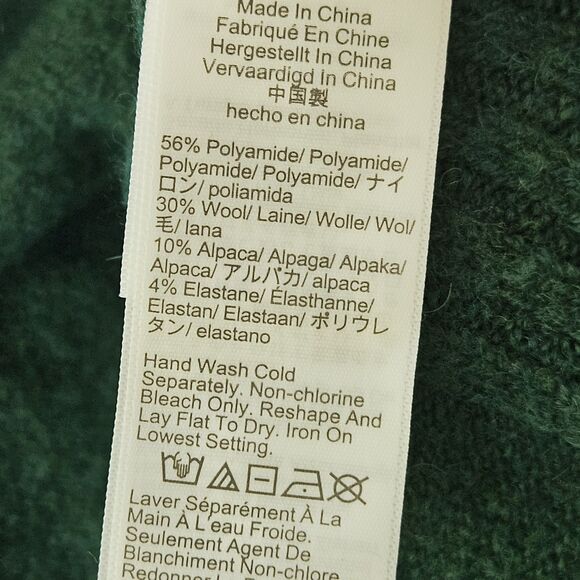 Made In China
Fabriqué En Chine
Hergestellt In China
Vervaardigd In China
中国製
hecho en china
56% Polyamide/ Polyamide/
Polyamide/ Polyamide/ ナイ
ロン/ poliamida
30% Wool/ Laine/ Wolle/ Wol/
毛/ lana
10% Alpaca/ Alpaga/ Alpaka/
Alpaca/ アルパカ/ alpaca
4% Elastane/ Élasthanne/
Elastan/ Elastaan/ ポリウレ
タン/ elastano
Hand Wash Cold
Separately. Non-chlorine
Bleach Only. Reshape And
Lay Flat To Dry. Iron On
Lowest Setting.
Laver Séparément À La
Main À L'eau Froide.
Seulement Agent De
Blanchiment Non-chlore
Redonner